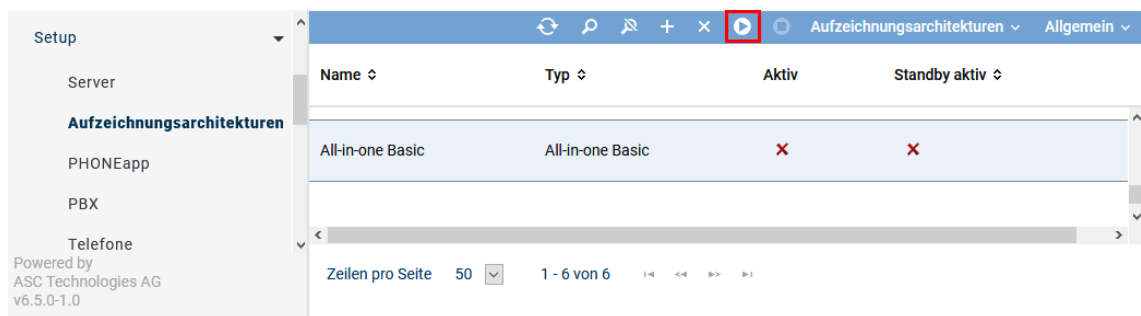 Setup
Aufzeichnungsarchitekturen Allgemein
Server
Aufzeichnungsarchitekturen
PHONEapp
PBX
Telefone
Powered by
ASC Technologies AG
v6.5.0-1.0
Name Typ Aktiv Standby aktiv
All-in-one Basic All-in-one Basic
Zeilen pro Seite 50 1 - 6 von 6